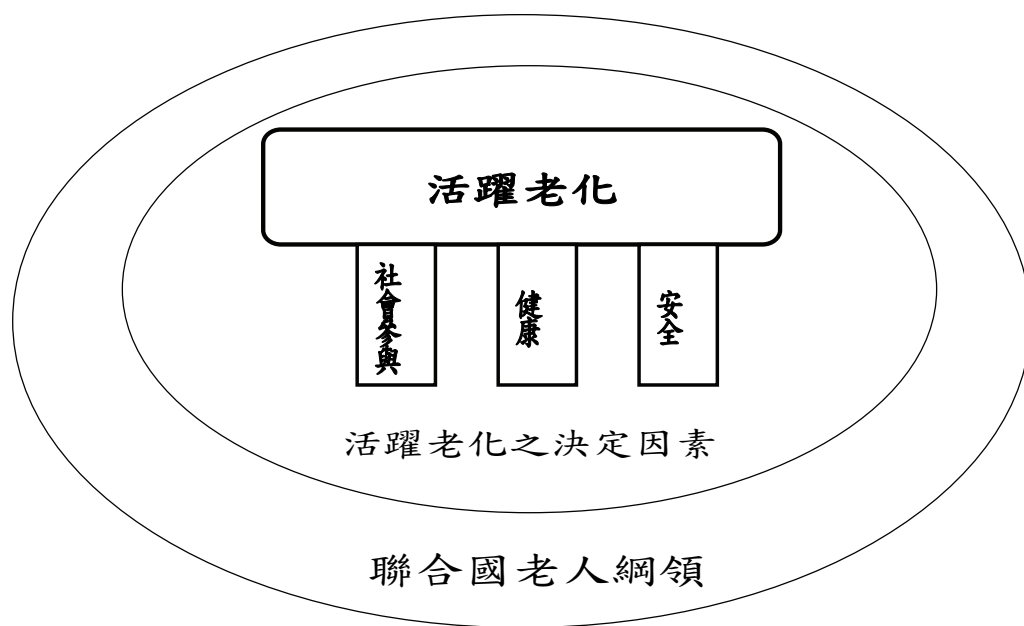 活躍老化
社會參與
健康
安全
活躍老化之決定因素
聯合國老人綱領